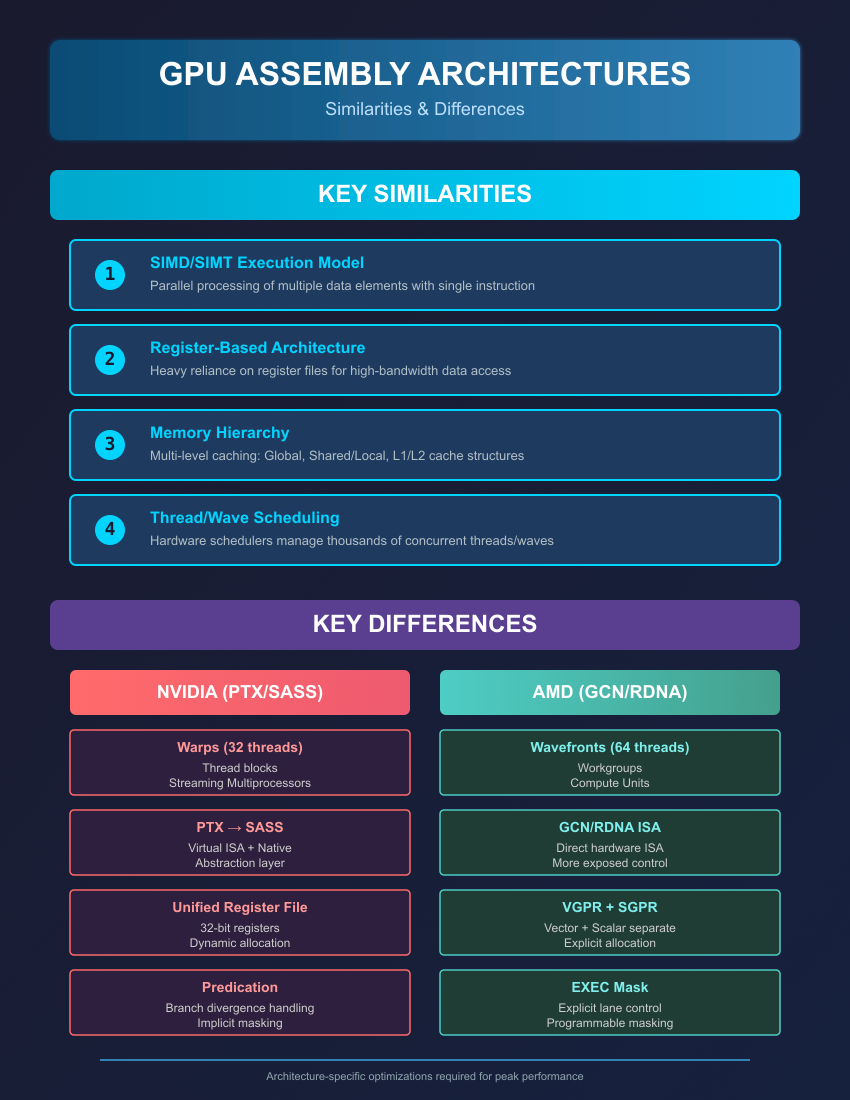 GPU ASSEMBLY ARCHITECTURES
Similarities & Differences
KEY SIMILARITIES
1
SIMD/SIMT Execution Model
Parallel processing of multiple data elements with single instruction
2
Register-Based Architecture
Heavy reliance on register files for high-bandwidth data access
3
Memory Hierarchy
Multi-level caching: Global, Shared/Local, L1/L2 cache structures
4
Thread/Wave Scheduling
Hardware schedulers manage thousands of concurrent threads/waves
KEY DIFFERENCES
NVIDIA (PTX/SASS)
Warps (32 threads)
Thread blocks
Streaming Multiprocessors
PTX → SASS
Virtual ISA + Native
Abstraction layer
Unified Register File
32-bit registers
Dynamic allocation
Predication
Branch divergence handling
Implicit masking
AMD (GCN/RDNA)
Wavefronts (64 threads)
Workgroups
Compute Units
GCN/RDNA ISA
Direct hardware ISA
More exposed control
VGPR + SGPR
Vector + Scalar separate
Explicit allocation
EXEC Mask
Explicit lane control
Programmable masking
Architecture-specific optimizations required for peak performance